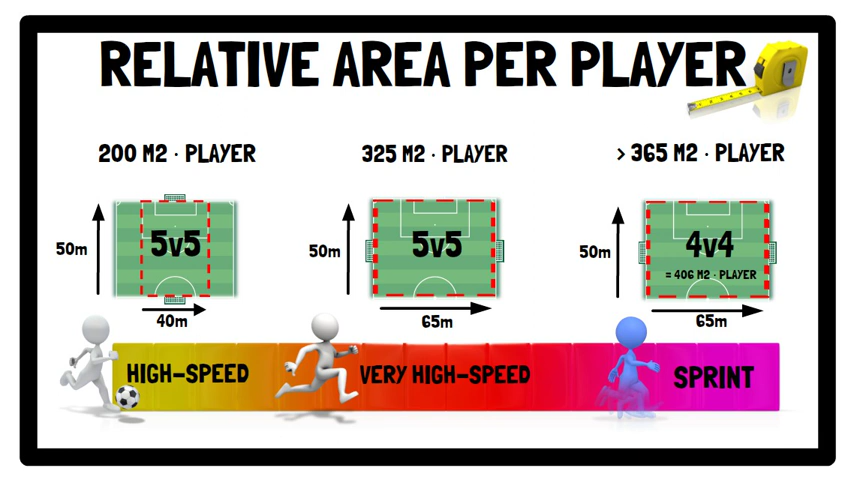 RELATIVE AREA PER PLAYER
200 M2 · PLAYER
325 M2 · PLAYER
> 365 M2 · PLAYER
50m
5v5
40m
50m
5v5
65m
50m
4v4
= 406 M2 · PLAYER
65m
HIGH-SPEED
VERY HIGH-SPEED
SPRINT